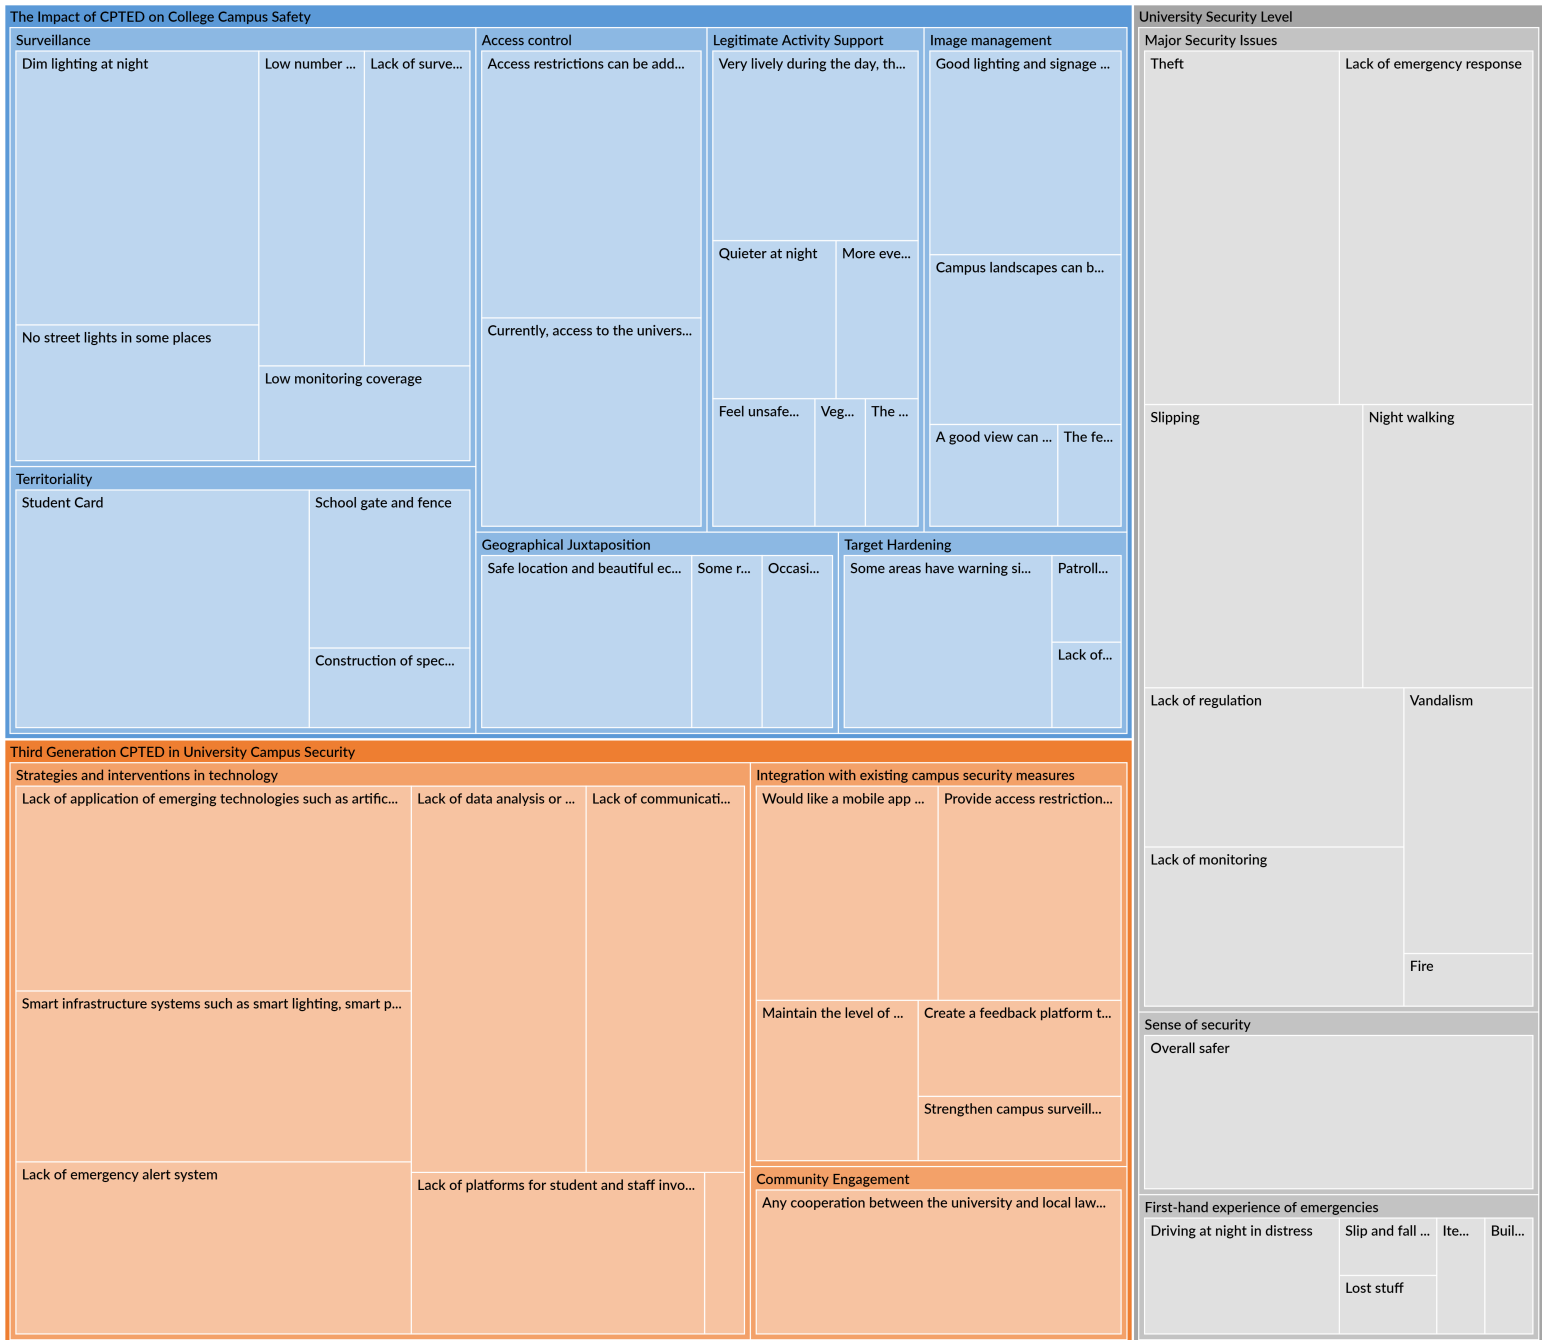 The Impact of CPTED on College Campus Safety
Surveillance
Dim lighting at night
Low number ...
Lack of surve...
No street lights in some places
Low monitoring coverage
Territoriality
Student Card
School gate and fence
Construction of spec...
Access control
Access restrictions can be add...
Currently, access to the univers...
Legitimate Activity Support
Very lively during the day, th...
Quieter at night
More eve...
Feel unsafe...
Veg...
The ...
Image management
Good lighting and signage ...
Campus landscapes can b...
A good view can ...
The fe...
Geographical Juxtaposition
Safe location and beautiful ec...
Some r...
Occasi...
Target Hardening
Some areas have warning si...
Patroll...
Lack of...
Third Generation CPTED in University Campus Security
Strategies and interventions in technology
Lack of application of emerging technologies such as artific...
Lack of data analysis or ...
Lack of communicati...
Smart infrastructure systems such as smart lighting, smart p...
Lack of emergency alert system
Lack of platforms for student and staff invo...
Integration with existing campus security measures
Would like a mobile app ...
Provide access restriction...
Maintain the level of ...
Create a feedback platform t...
Strengthen campus surveill...
Community Engagement
Any cooperation between the university and local law...
University Security Level
Major Security Issues
Theft
Lack of emergency response
Slipping
Night walking
Lack of regulation
Vandalism
Lack of monitoring
Fire
Sense of security
Overall safer
First-hand experience of emergencies
Driving at night in distress
Slip and fall ...
Ite...
Buil...
Lost stuff